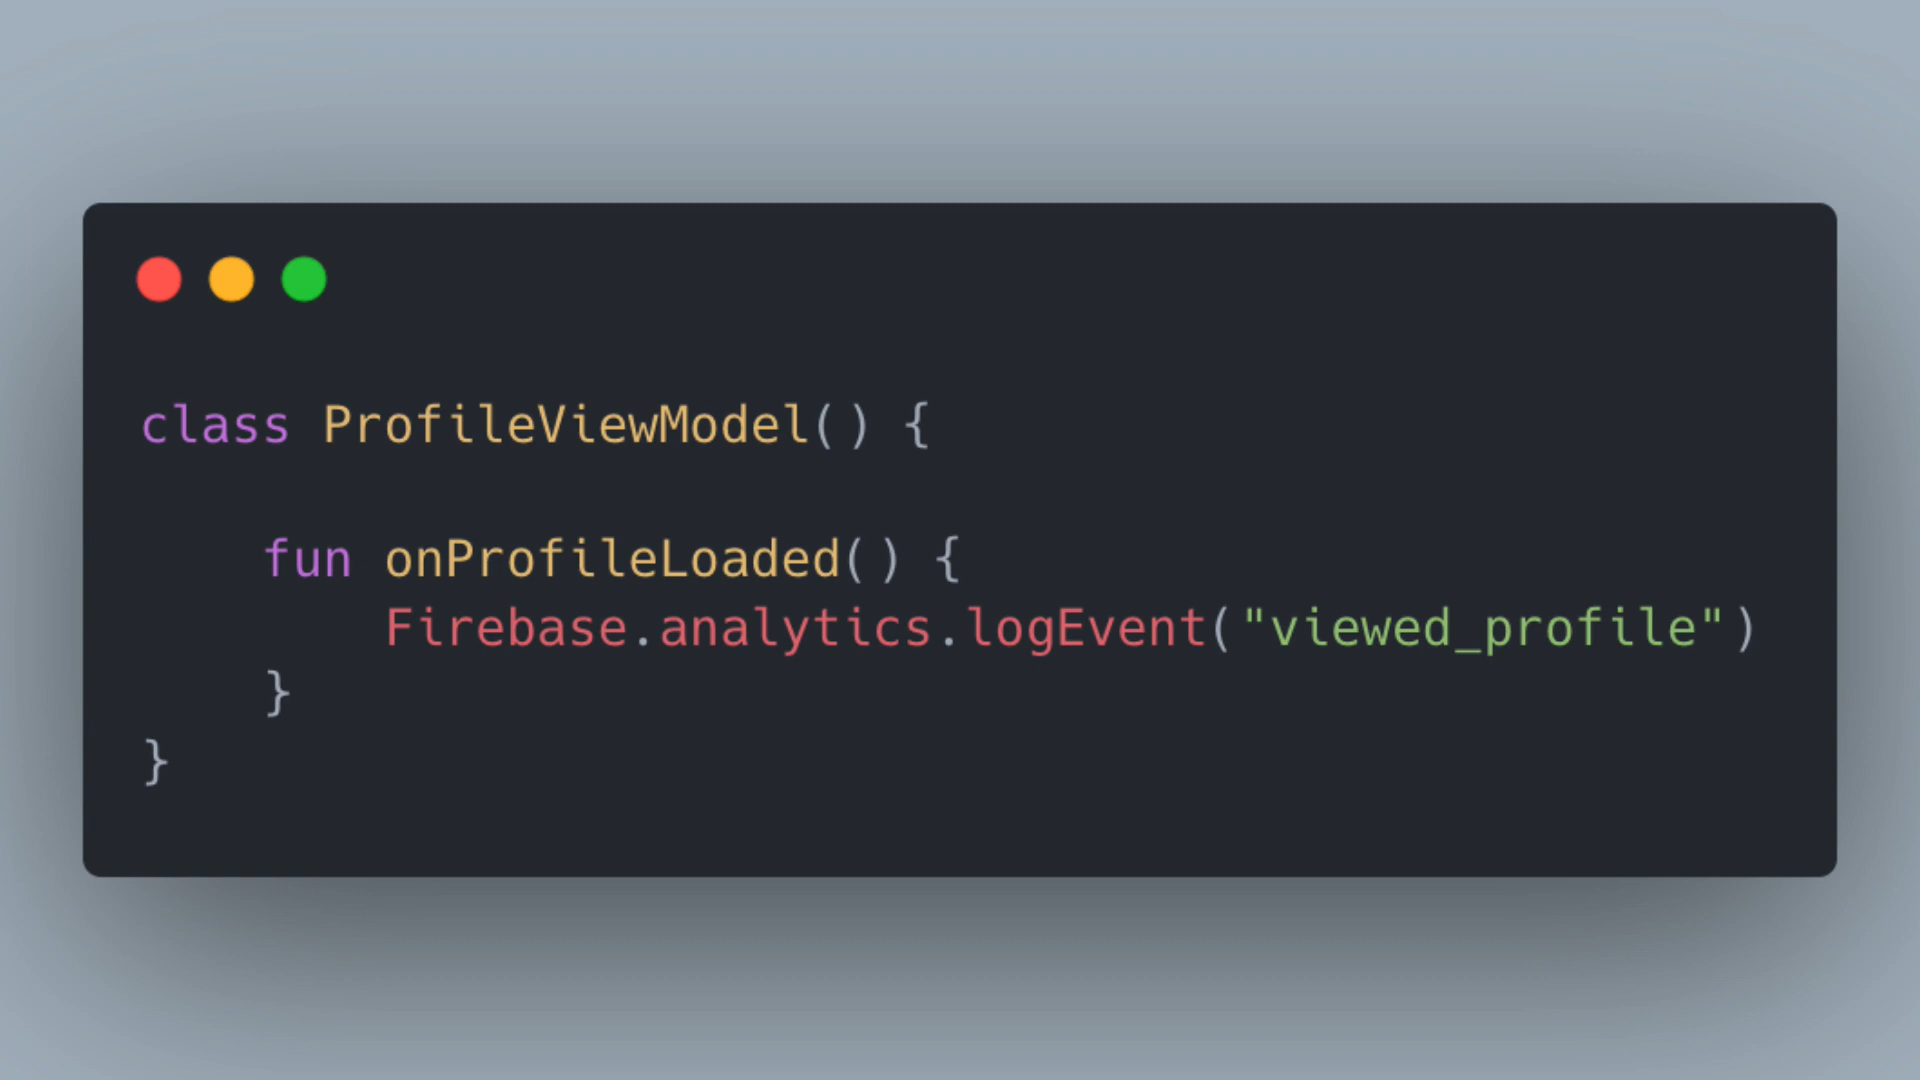 class ProfileViewModel() {
    fun onProfileLoaded() {
        Firebase.analytics.logEvent("viewed_profile")
    }
}